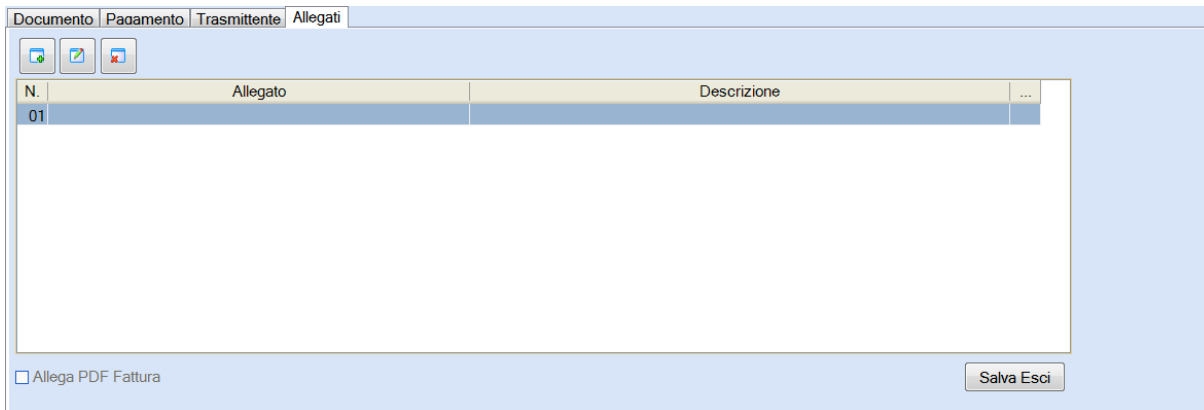 Documento Pagamento Trasmittente Allegati
N. Allegato Descrizione ...
01
Allega PDF Fattura Salva Esci